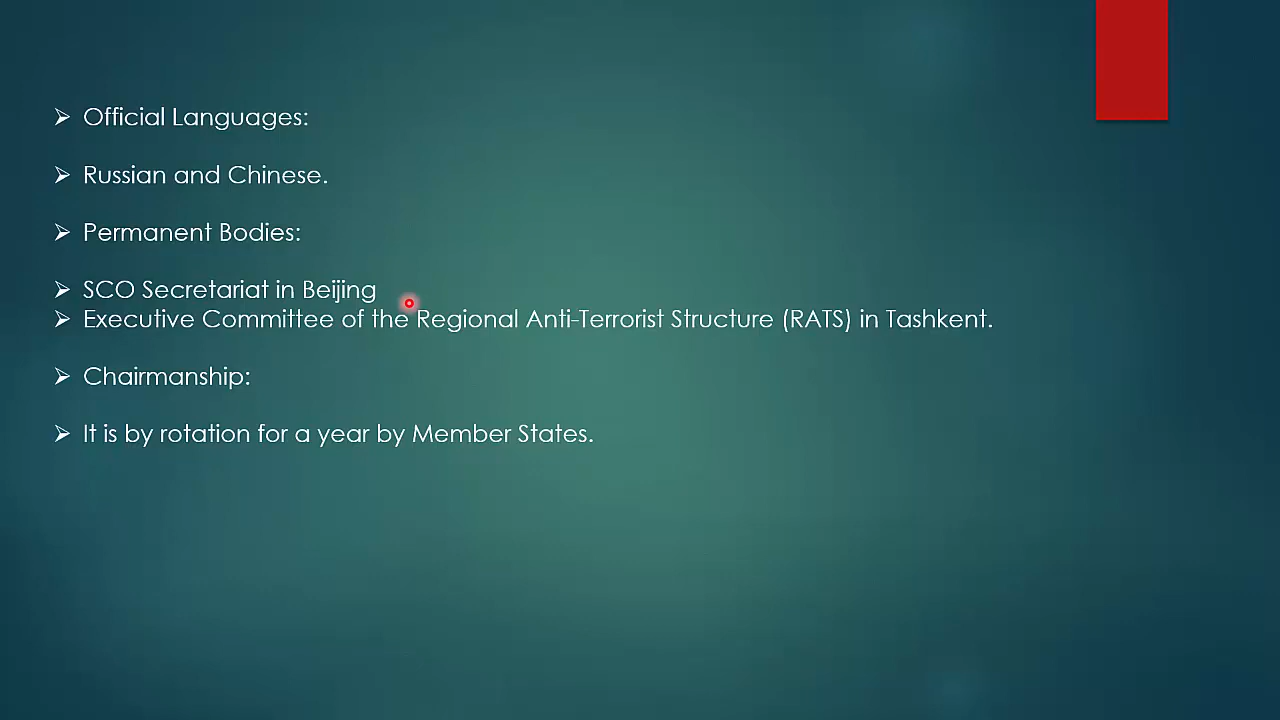 Official Languages:
Russian and Chinese.
Permanent Bodies:
SCO Secretariat in Beijing
Executive Committee of the Regional Anti-Terrorist Structure (RATS) in Tashkent.
Chairmanship:
It is by rotation for a year by Member States.